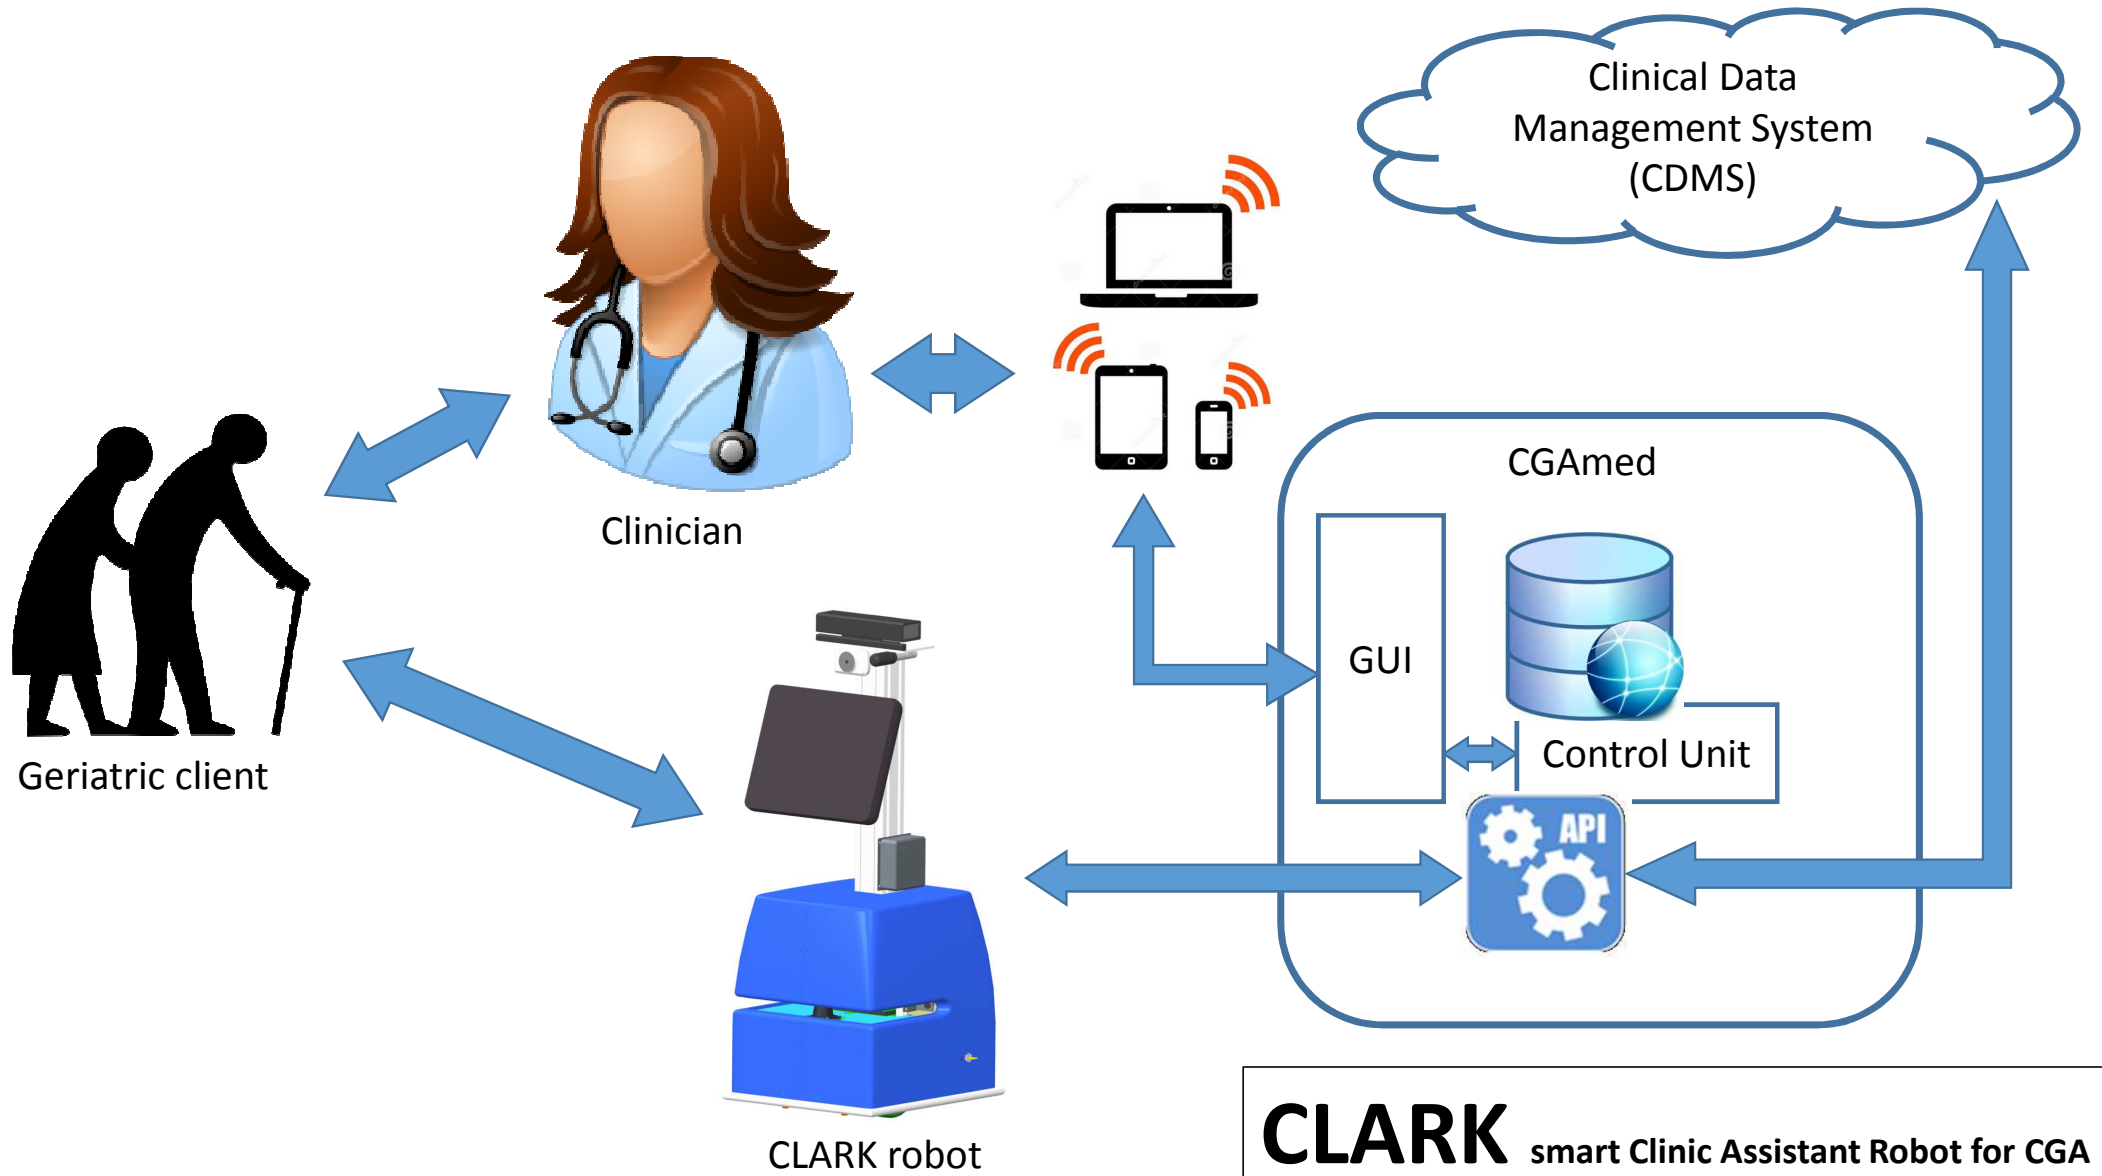 Clinical Data
Management System
(CDMS)
Clinician
CGAmed
GUI
Control Unit
API
Geriatric client
CLARK robot
CLARK smart Clinic Assistant Robot for CGA